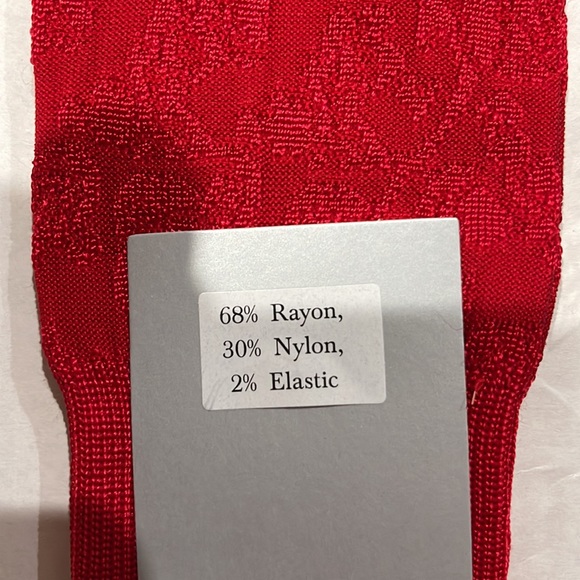 68% Rayon,
30% Nylon,
2% Elastic